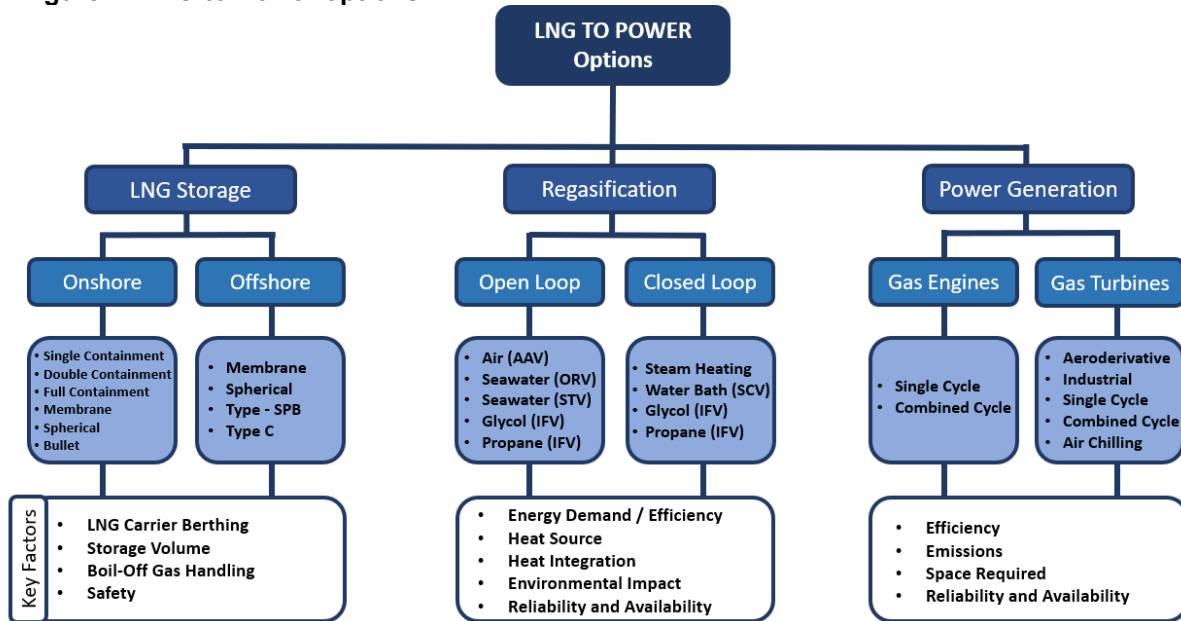 LNG TO POWER
Options
LNG Storage
Regasification
Power Generation
Onshore
Offshore
Open Loop
Closed Loop
Gas Engines
Gas Turbines
• Single Containment
• Double Containment
• Full Containment
• Membrane
• Spherical
• Bullet
• Membrane
• Spherical
• Type - SPB
• Type C
• Air (AAV)
• Seawater (ORV)
• Seawater (STV)
• Glycol (IFV)
• Propane (IFV)
• Steam Heating
• Water Bath (SCV)
• Glycol (IFV)
• Propane (IFV)
• Single Cycle
• Combined Cycle
• Aeroderivative
• Industrial
• Single Cycle
• Combined Cycle
• Air Chilling
Key Factors
• LNG Carrier Berthing
• Storage Volume
• Boil-Off Gas Handling
• Safety
• Energy Demand / Efficiency
• Heat Source
• Heat Integration
• Environmental Impact
• Reliability and Availability
• Efficiency
• Emissions
• Space Required
• Reliability and Availability